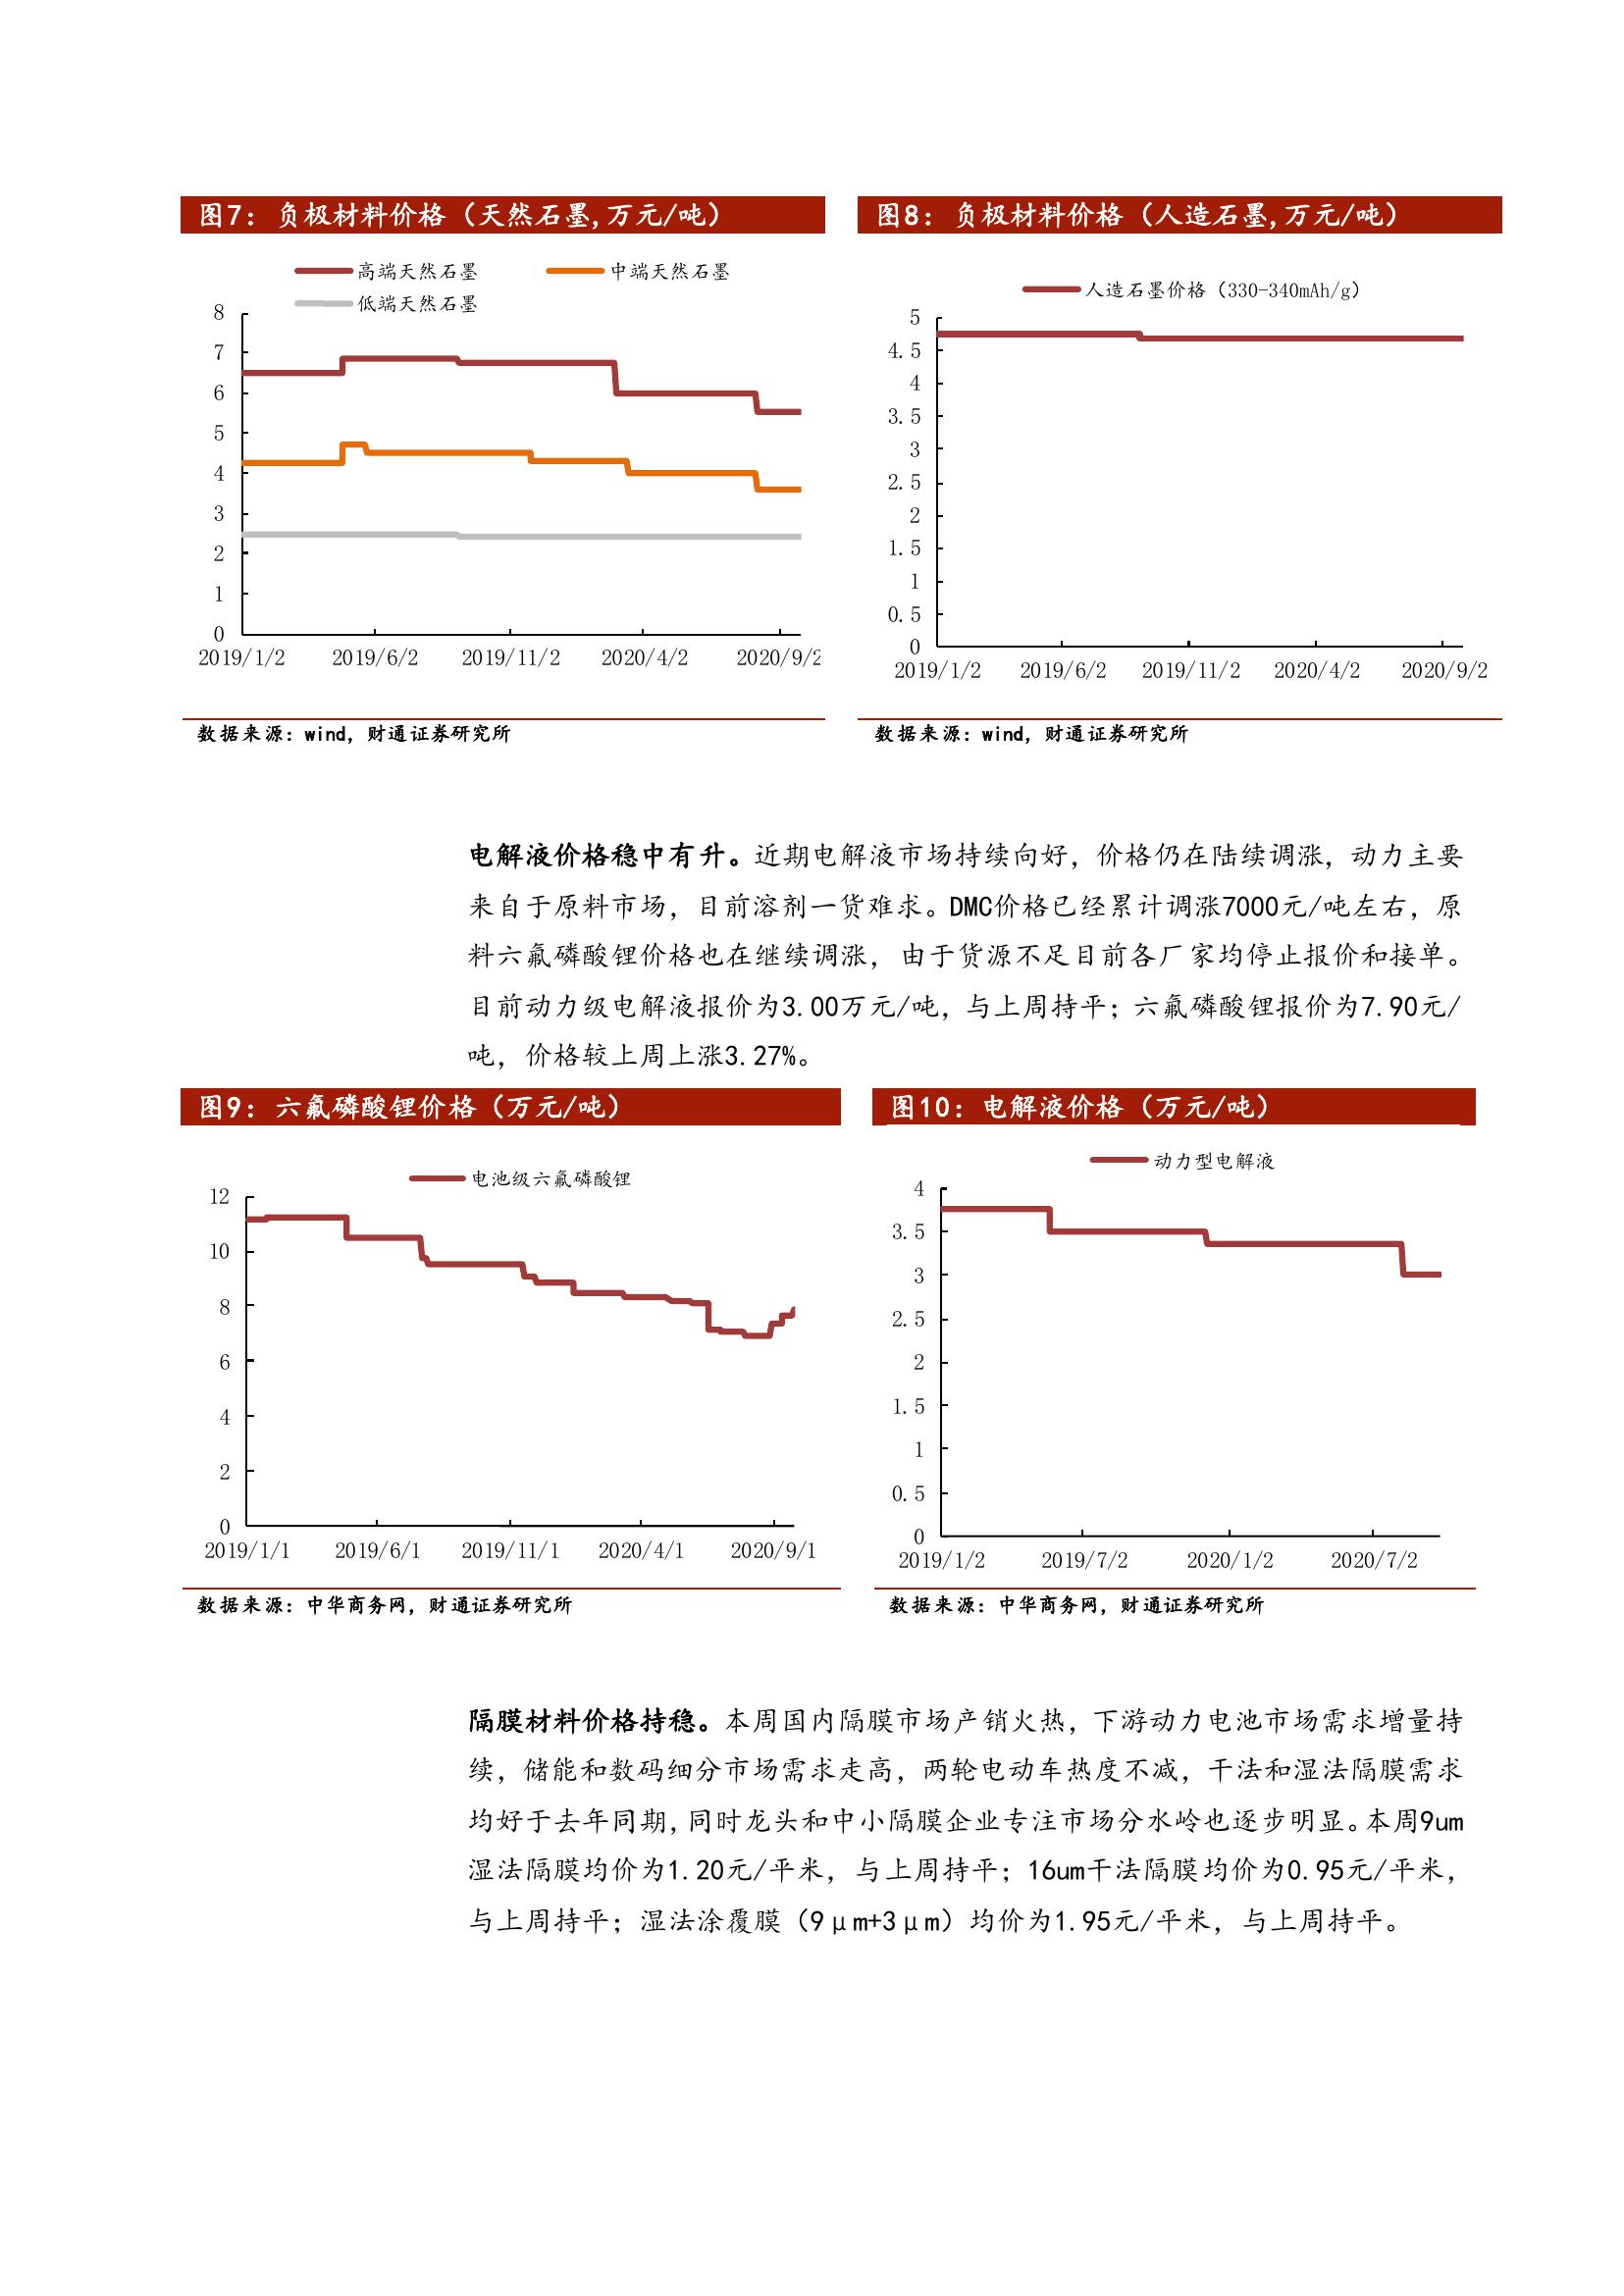 图7：负极材料价格（天然石墨,万元/吨）
高端天然石墨
中端天然石墨
低端天然石墨
8
7
6
5
4
3
2
1
0
2019/1/2 2019/6/2 2019/11/2 2020/4/2 2020/9/2
数据来源：wind，财通证券研究所
图8：负极材料价格（人造石墨,万元/吨）
人造石墨价格（330-340mAh/g）
5
4.5
4
3.5
3
2.5
2
1.5
1
0.5
0
2019/1/2 2019/6/2 2019/11/2 2020/4/2 2020/9/2
数据来源：wind，财通证券研究所
电解液价格稳中有升。近期电解液市场持续向好，价格仍在陆续调涨，动力主要
来自于原料市场，目前溶剂一货难求。DMC价格已经累计调涨7000元/吨左右，原
料六氟磷酸锂价格也在继续调涨，由于货源不足目前各厂家均停止报价和接单。
目前动力级电解液报价为3.00万元/吨，与上周持平；六氟磷酸锂报价为7.90元/
吨，价格较上周上涨3.27%。
图9：六氟磷酸锂价格（万元/吨）
电池级六氟磷酸锂
12
10
8
6
4
2
0
2019/1/1 2019/6/1 2019/11/1 2020/4/1 2020/9/1
数据来源：中华商务网，财通证券研究所
图10：电解液价格（万元/吨）
动力型电解液
4
3.5
3
2.5
2
1.5
1
0.5
0
2019/1/2 2019/7/2 2020/1/2 2020/7/2
数据来源：中华商务网，财通证券研究所
隔膜材料价格持稳。本周国内隔膜市场产销火热，下游动力电池市场需求增量持
续，储能和数码细分市场需求走高，两轮电动车热度不减，干法和湿法隔膜需求
均好于去年同期，同时龙头和中小隔膜企业专注市场分水岭也逐步明显。本周9um
湿法隔膜均价为1.20元/平米，与上周持平；16um干法隔膜均价为0.95元/平米，
与上周持平；湿法涂覆膜（9μm+3μm）均价为1.95元/平米，与上周持平。